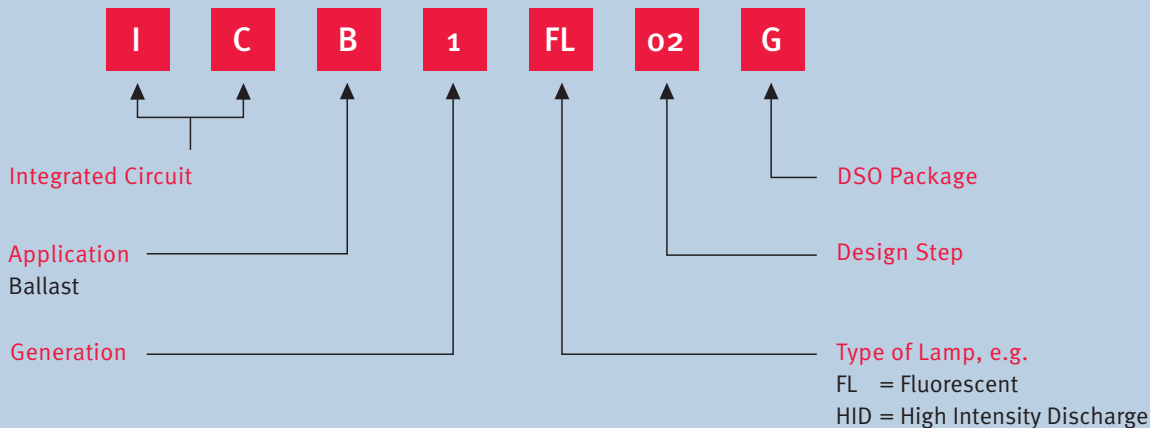 I C B 1 FL 02 G
Integrated Circuit
DSO Package
Application
Ballast
Design Step
Generation
Type of Lamp, e.g.
FL = Fluorescent
HID = High Intensity Discharge